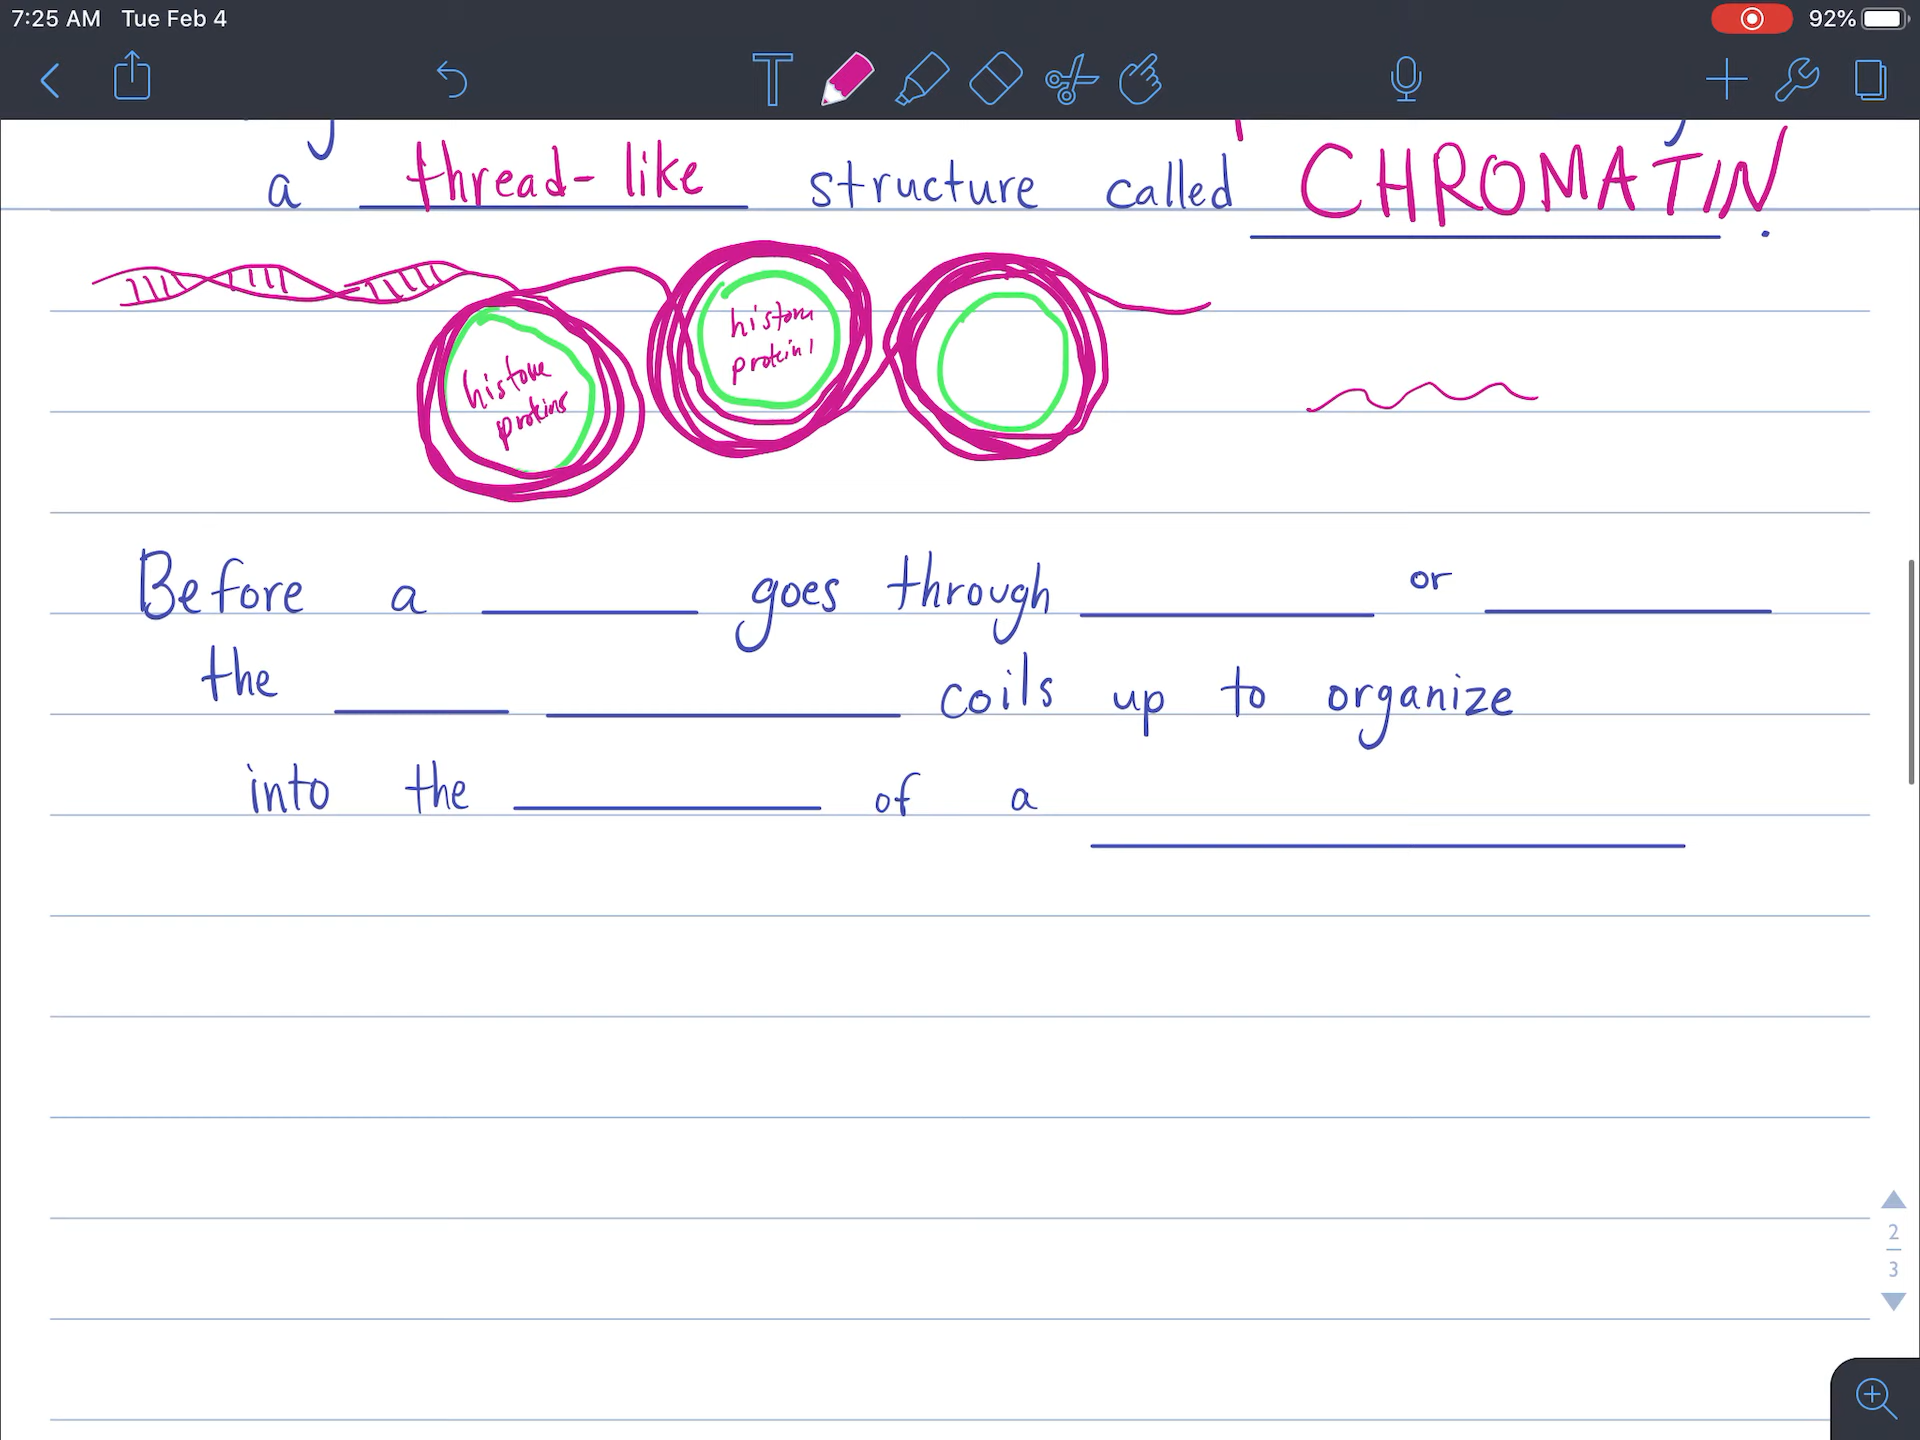 7:25 AM Tue Feb 4
92%
a thread-like structure called CHROMATIN.
histone proteins
histone protein
Before a goes through or
the coils up to organize
into the of a
2
3